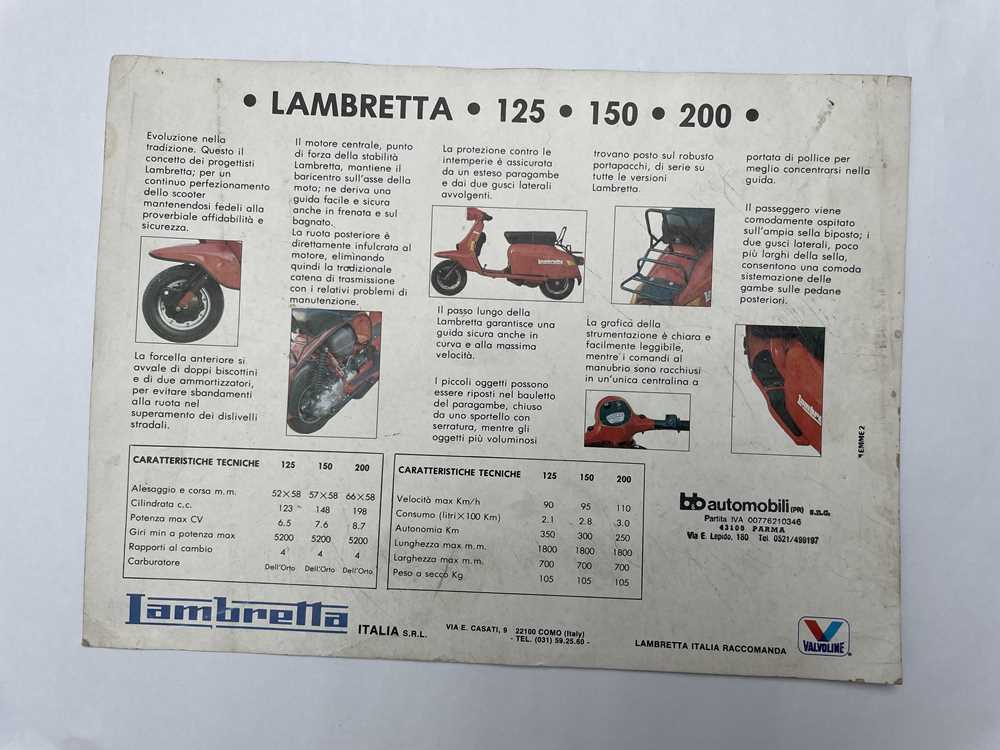 • LAMBRETTA • 125 • 150 • 200 •
Evoluzione nella
tradizione. Questo il
concetto dei progettisti
Lambretta; per un
continuo perfezionamento
dello scooter
mantenendosi fedeli alla
proverbiale affidabilità e
sicurezza.
La forcella anteriore si
avvale di doppi biscottini
e di due ammortizzatori,
per evitare sbandamenti
alla ruota nel
superamento dei dislivelli
stradali.
Il motore centrale, punto
di forza della stabilità
Lambretta, mantiene il
baricentro sull'asse della
moto; ne deriva una
guida facile e sicura
anche in frenata e sul
bagnato.
La ruota posteriore è
direttamente infulcrata al
motore, eliminando
quindi la tradizionale
catena di trasmissione
con i relativi problemi di
manutenzione.
La protezione contro le
intemperie è assicurata
da un esteso paragambe
e dai due gusci laterali
avvolgenti.
Lambretta
Il passo lungo della
Lambretta garantisce una
guida sicura anche in
curva e alla massima
velocità.
I piccoli oggetti possono
essere riposti nel bauletto
del paragambe, chiuso
da uno sportello con
serratura, mentre gli
oggetti più voluminosi
trovano posto sul robusto
portapacchi, di serie su
tutte le versioni
Lambretta.
La grafica della
strumentazione è chiara e
facilmente leggibile,
mentre i comandi al
manubrio sono racchiusi
in un'unica centralina a
portata di pollice per
meglio concentrarsi nella
guida.
Il passeggero viene
comodamente ospitato
sull'ampia sella biposto; i
due gusci laterali, poco
più larghi della sella,
consentono una comoda
sistemazione delle
gambe sulle pedane
posteriori.
EMME 2
CARATTERISTICHE TECNICHE 125 150 200
Alesaggio e corsa m.m. 52×58 57×58 66×58
Cilindrata c.c. 123 148 198
Potenza max CV 6.5 7.6 8.7
Giri min a potenza max 5200 5200 5200
Rapporti al cambio 4 4 4
Carburatore Dell'Orto Dell'Orto Dell'Orto
CARATTERISTICHE TECNICHE 125 150 200
Velocità max Km/h 90 95 110
Consumo (litri×100 Km) 2.1 2.8 3.0
Autonomia Km 350 300 250
Lunghezza max m.m. 1800 1800 1800
Larghezza max m.m. 700 700 700
Peso a secco Kg 105 105 105
bb automobili (PR) s.n.c.
Partita IVA 00776210346
43100 PARMA
Via E. Lepido, 180 Tel. 0521/499197
Lambretta ITALIA S.R.L.
VIA E. CASATI, 9 22100 COMO (Italy)
- TEL. (031) 59.25.60 -
LAMBRETTA ITALIA RACCOMANDA
VALVOLINE